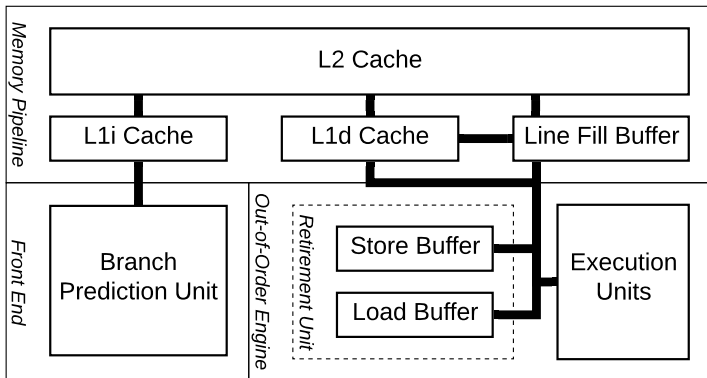 Memory Pipeline
L2 Cache
L1i Cache
L1d Cache
Line Fill Buffer
Front End
Branch
Prediction Unit
Out-of-Order Engine
Retirement Unit
Store Buffer
Load Buffer
Execution
Units